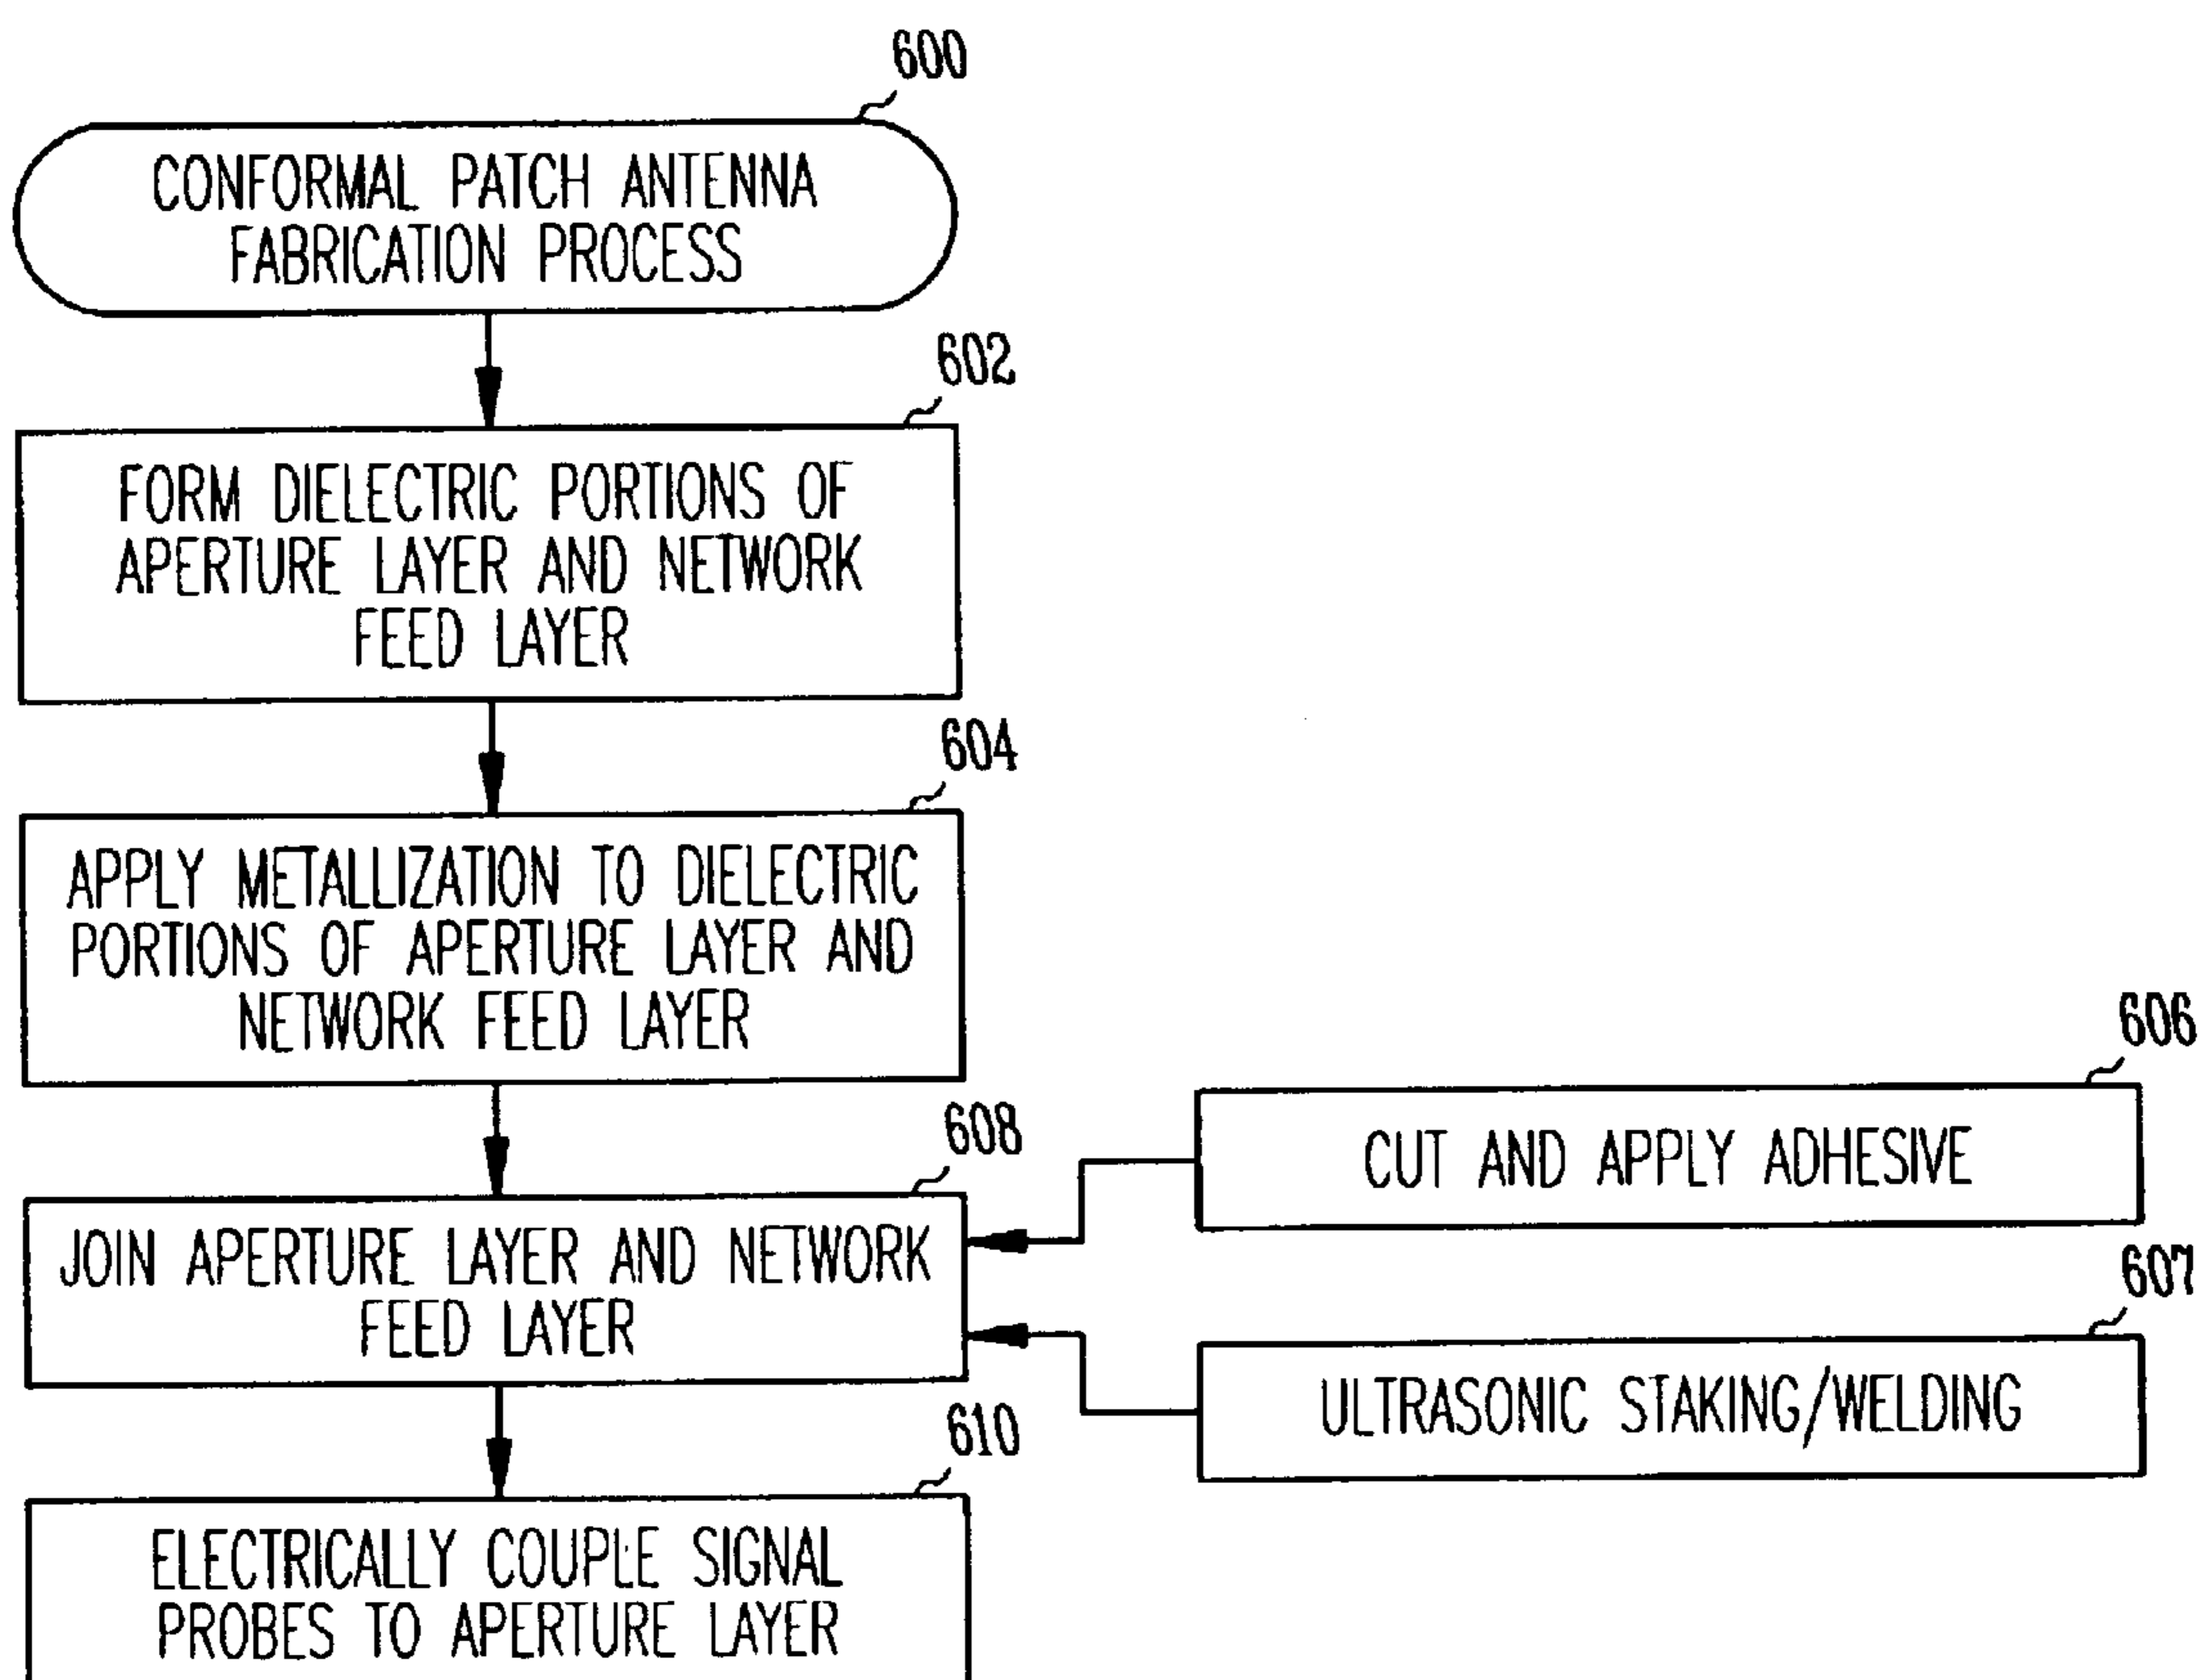 600
CONFORMAL PATCH ANTENNA
FABRICATION PROCESS
602
FORM DIELECTRIC PORTIONS OF
APERTURE LAYER AND NETWORK
FEED LAYER
604
APPLY METALLIZATION TO DIELECTRIC
PORTIONS OF APERTURE LAYER AND
NETWORK FEED LAYER
606
CUT AND APPLY ADHESIVE
608
JOIN APERTURE LAYER AND NETWORK
FEED LAYER
607
ULTRASONIC STAKING/WELDING
610
ELECTRICALLY COUPLE SIGNAL
PROBES TO APERTURE LAYER